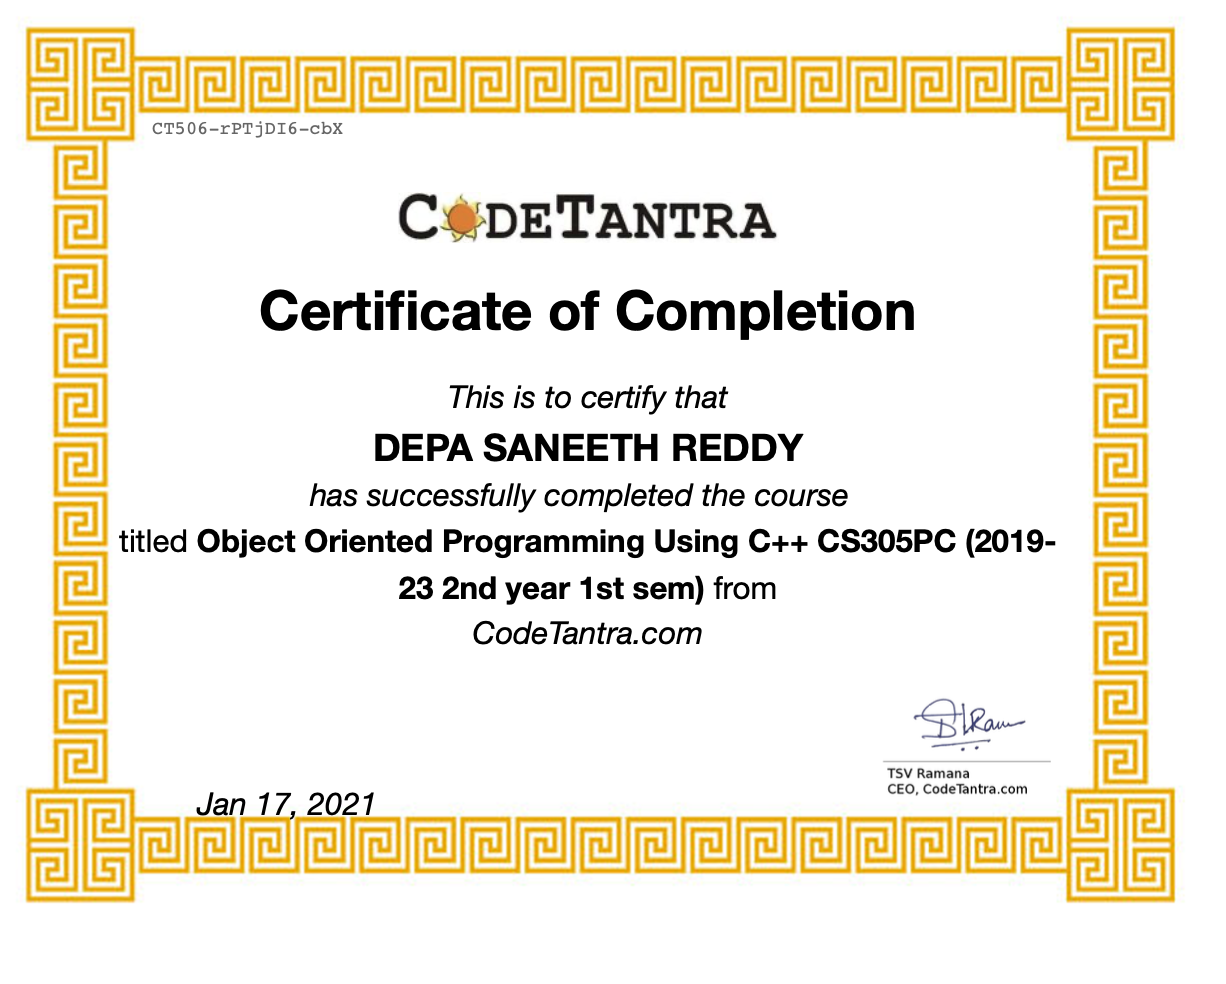 CT506-rPTjDI6-cbX
CODETANTRA
Certificate of Completion
This is to certify that
DEPA SANEETH REDDY
has successfully completed the course
titled Object Oriented Programming Using C++ CS305PC (2019-
23 2nd year 1st sem) from
CodeTantra.com
TSV Ramana
CEO, CodeTantra.com
Jan 17, 2021